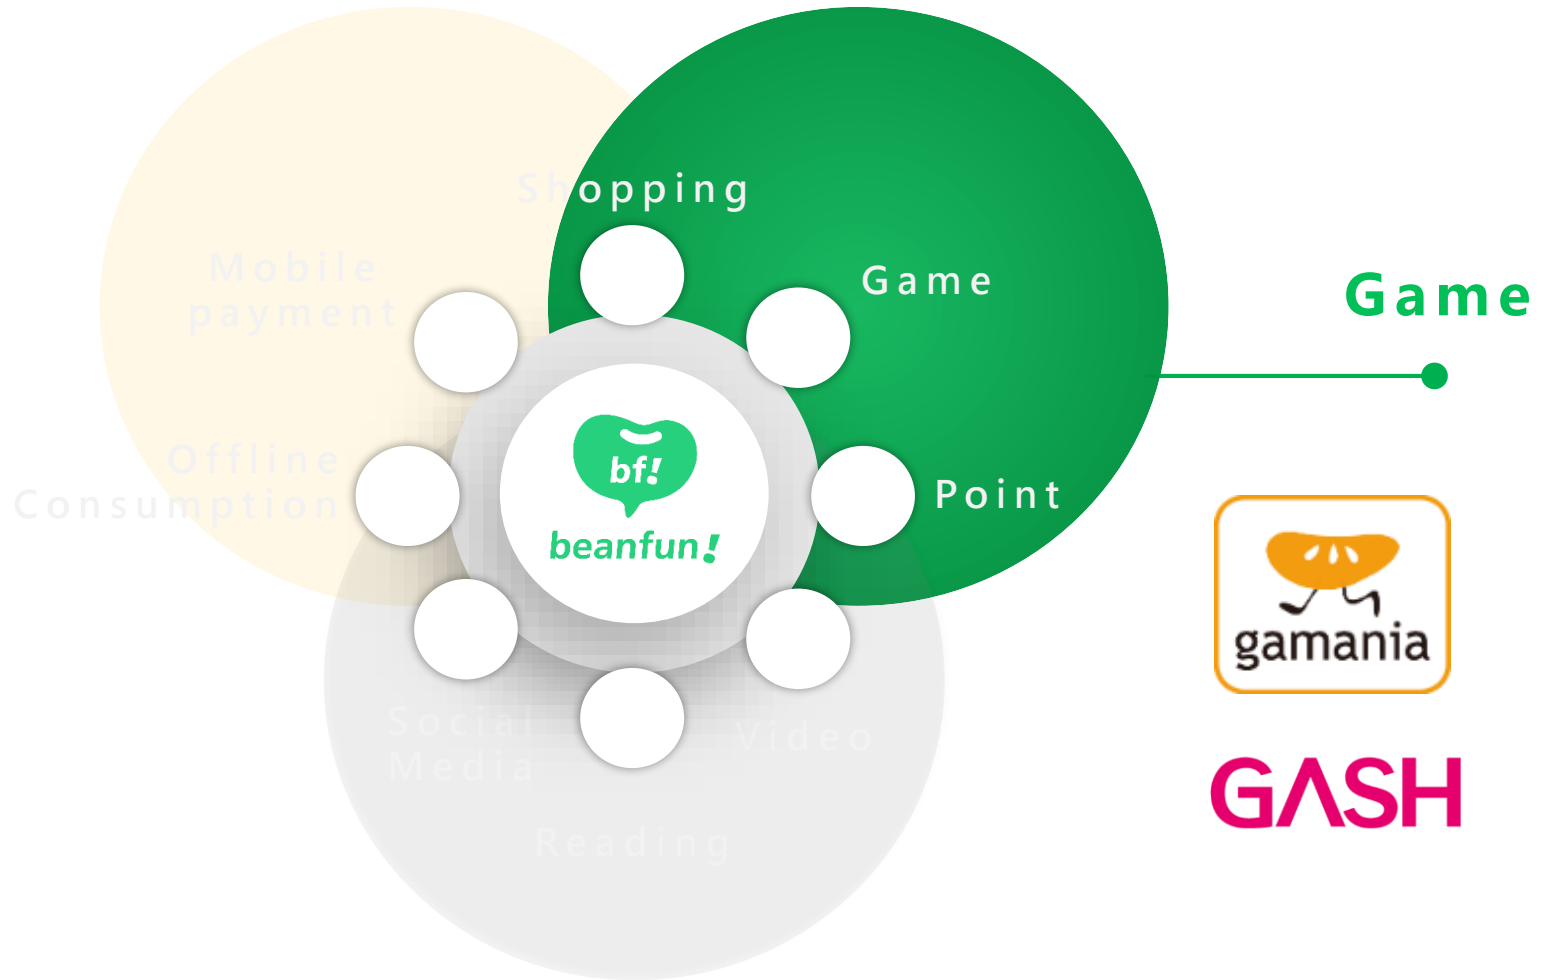 Shopping
Mobile
payment
Game
Game
Offline
Consumption
Point
bf!
beanfun!
gamania
Social
Media
Video
GASH
Reading